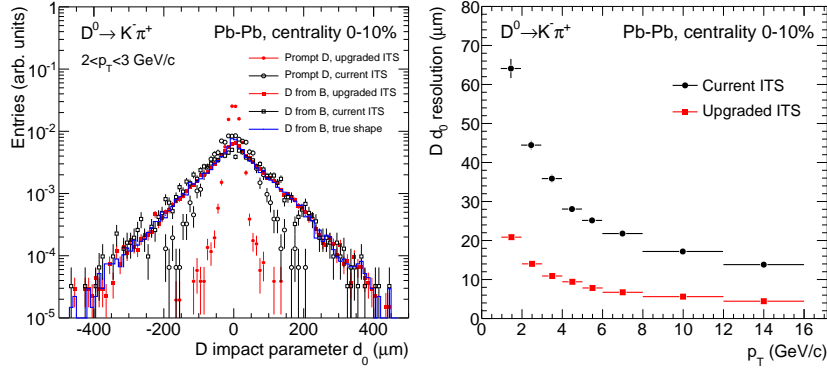 D⁰→K⁻π⁺ Pb-Pb, centrality 0-10%
2<p_T<3 GeV/c
Prompt D, upgraded ITS
Prompt D, current ITS
D from B, upgraded ITS
D from B, current ITS
D from B, true shape
Entries (arb. units)
1
10⁻¹
10⁻²
10⁻³
10⁻⁴
10⁻⁵
-400 -200 0 200 400
D impact parameter d₀ (μm)
D⁰→K⁻π⁺ Pb-Pb, centrality 0-10%
Current ITS
Upgraded ITS
D d₀ resolution (μm)
80
70
60
50
40
30
20
10
0
0 2 4 6 8 10 12 14 16
p_T (GeV/c)